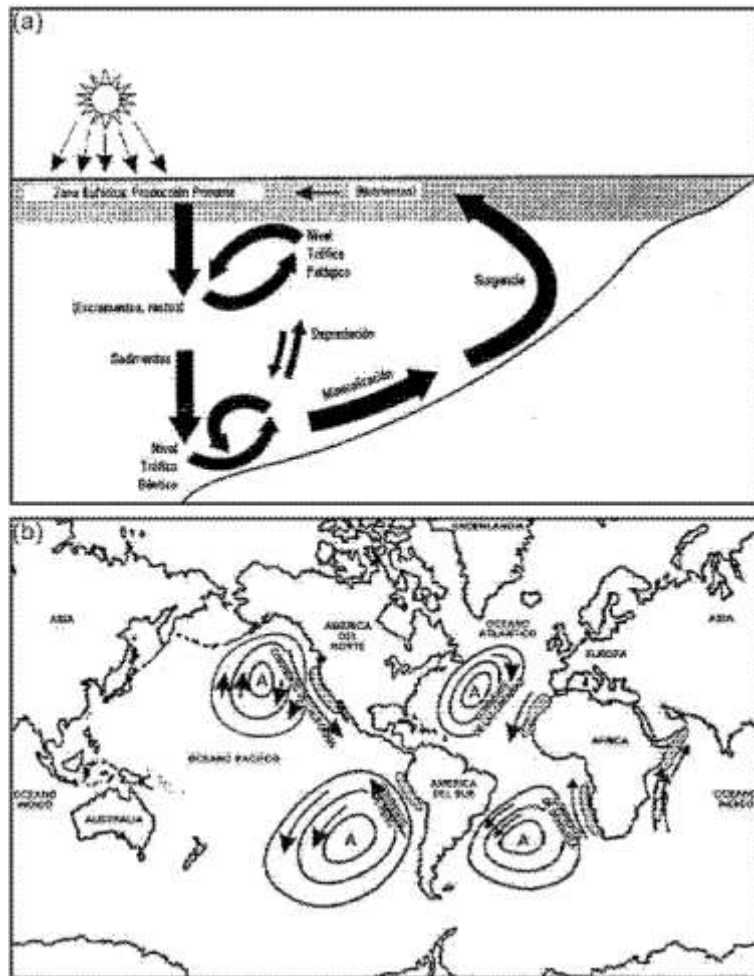 (a)
Zona Eufótica: Producción Primaria
(Nutrientes)
Nivel
Trófico
Pelágico
(Excrementos, restos)
Surgencia
Degradación
Sedimentos
Mineralización
Nivel
Trófico
Béntico
(b)
GROENLANDIA
ASIA
AMERICA
DEL
NORTE
OCEANO
ATLANTICO
EUROPA
ASIA
A
A
AFRICA
OCEANO PACIFICO
OCEANO
INDICO
AMERICA
DEL SUR
OCEANO
INDICO
AUSTRALIA
A
A